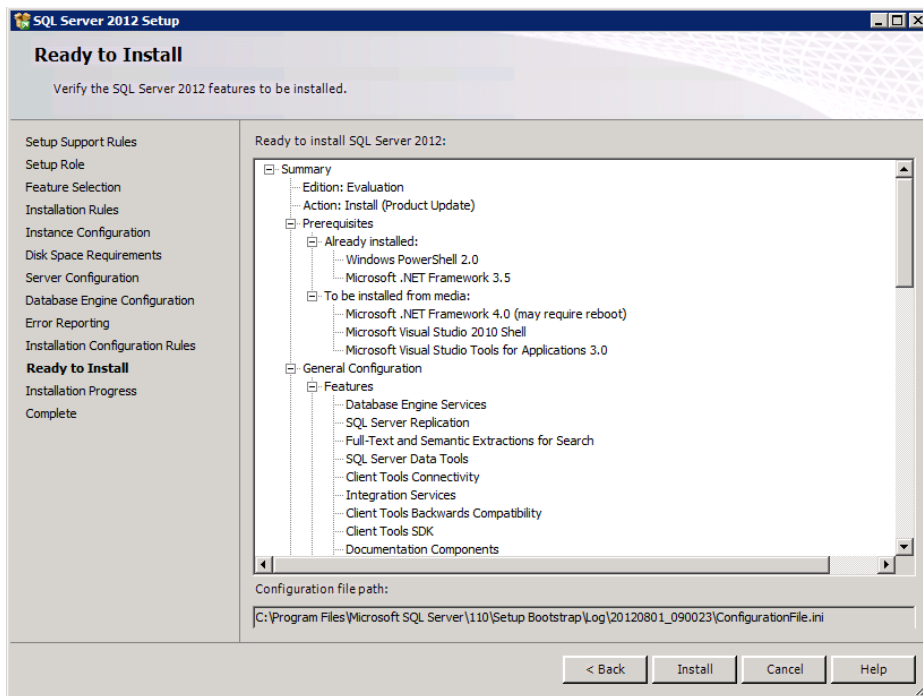 SQL Server 2012 Setup
Ready to Install
Verify the SQL Server 2012 features to be installed.
Setup Support Rules
Setup Role
Feature Selection
Installation Rules
Instance Configuration
Disk Space Requirements
Server Configuration
Database Engine Configuration
Error Reporting
Installation Configuration Rules
Ready to Install
Installation Progress
Complete
Ready to install SQL Server 2012:
Summary
Edition: Evaluation
Action: Install (Product Update)
Prerequisites
Already installed:
Windows PowerShell 2.0
Microsoft .NET Framework 3.5
To be installed from media:
Microsoft .NET Framework 4.0 (may require reboot)
Microsoft Visual Studio 2010 Shell
Microsoft Visual Studio Tools for Applications 3.0
General Configuration
Features
Database Engine Services
SQL Server Replication
Full-Text and Semantic Extractions for Search
SQL Server Data Tools
Client Tools Connectivity
Integration Services
Client Tools Backwards Compatibility
Client Tools SDK
Documentation Components
Configuration file path:
C:\Program Files\Microsoft SQL Server\110\Setup Bootstrap\Log\20120801_090023\ConfigurationFile.ini
< Back Install Cancel Help